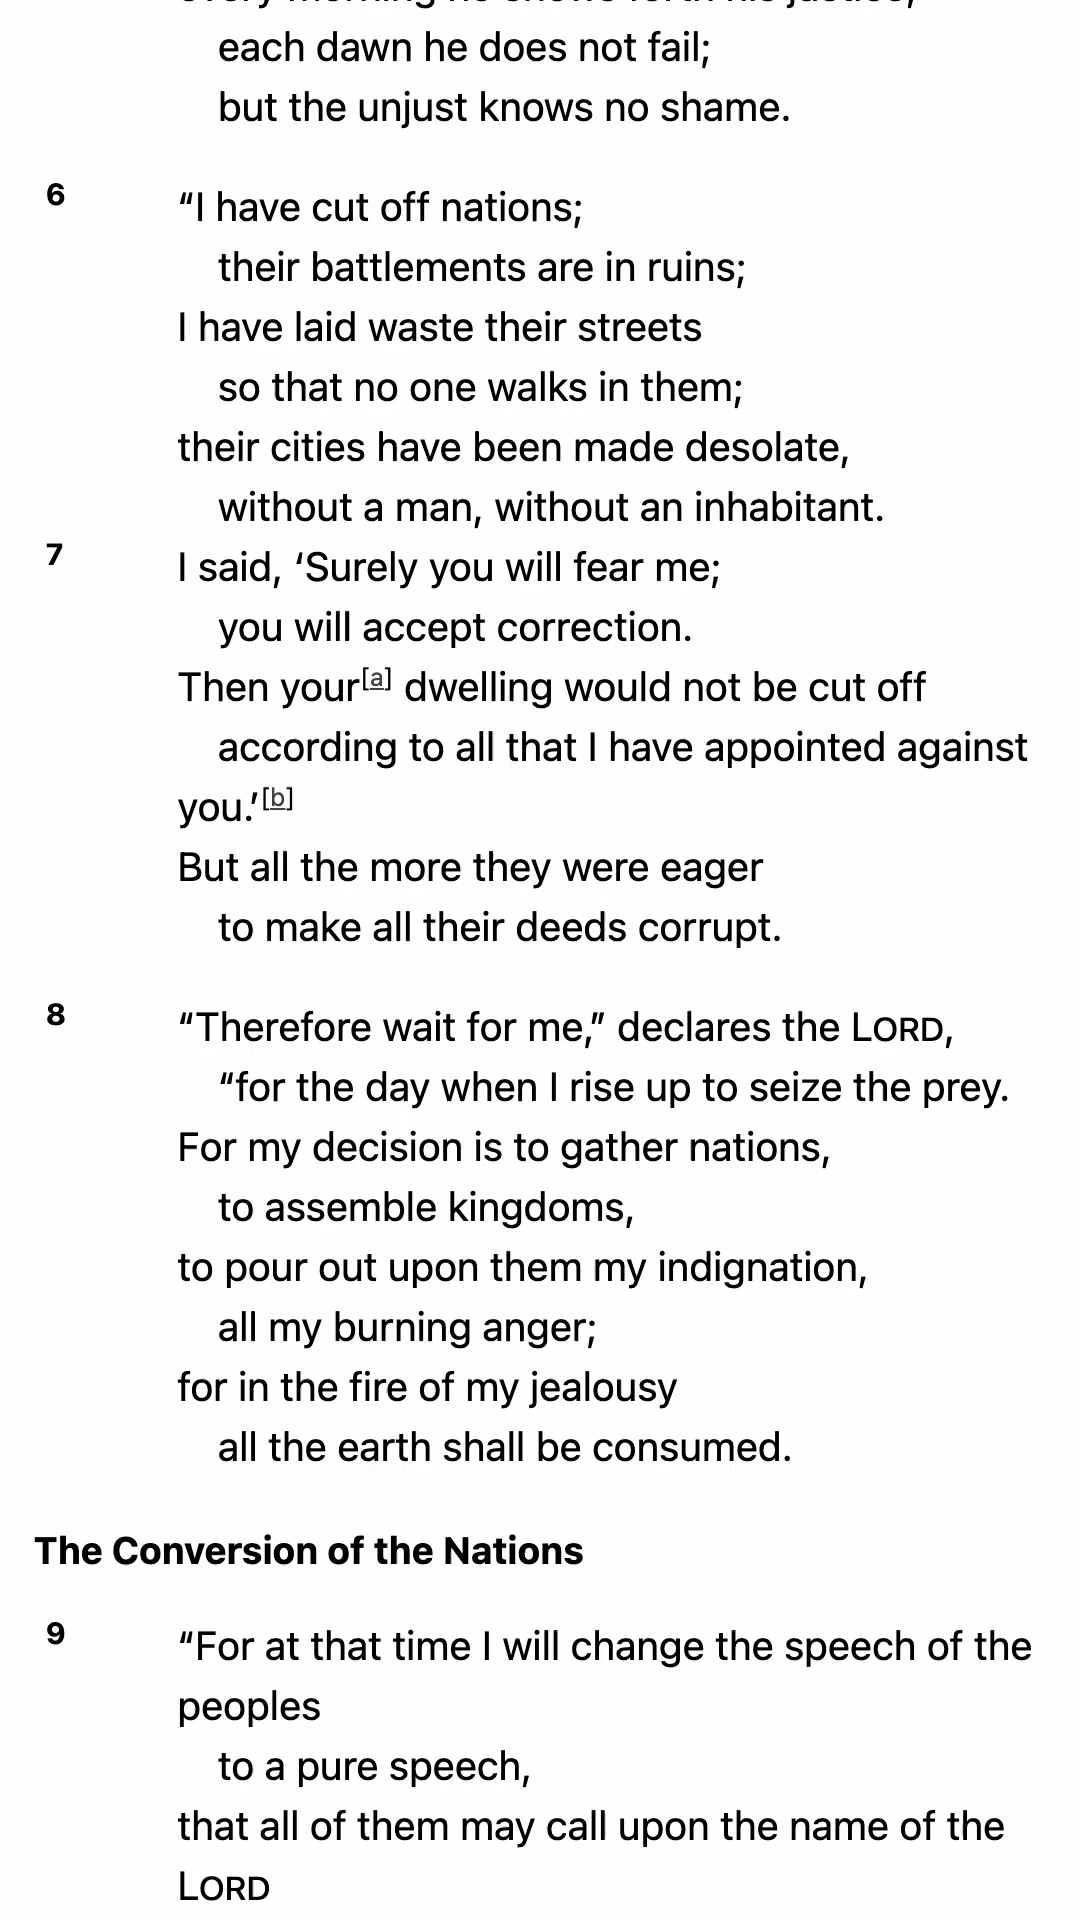 every morning he shows forth his justice,
each dawn he does not fail;
but the unjust knows no shame.
6 “I have cut off nations;
their battlements are in ruins;
I have laid waste their streets
so that no one walks in them;
their cities have been made desolate,
without a man, without an inhabitant.
7 I said, ‘Surely you will fear me;
you will accept correction.
Then your[a] dwelling would not be cut off
according to all that I have appointed against
you.’[b]
But all the more they were eager
to make all their deeds corrupt.
8 “Therefore wait for me,” declares the LORD,
“for the day when I rise up to seize the prey.
For my decision is to gather nations,
to assemble kingdoms,
to pour out upon them my indignation,
all my burning anger;
for in the fire of my jealousy
all the earth shall be consumed.
The Conversion of the Nations
9 “For at that time I will change the speech of the
peoples
to a pure speech,
that all of them may call upon the name of the
LORD